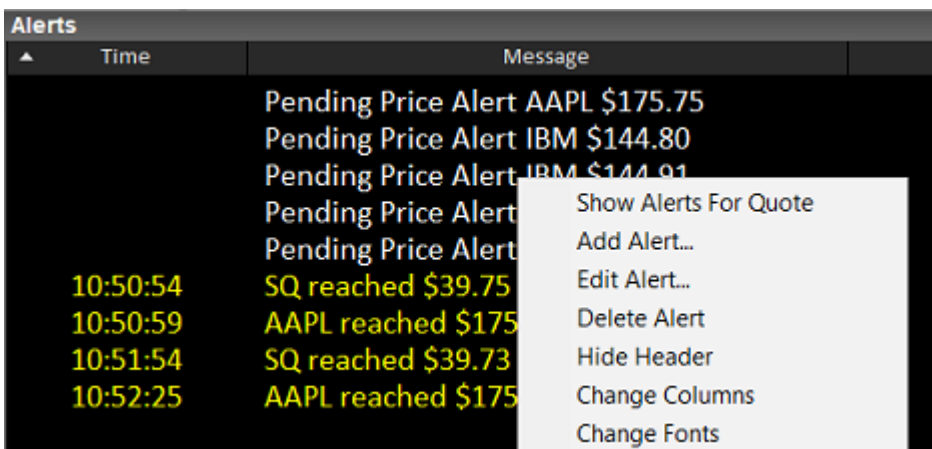 Alerts
Time Message
Pending Price Alert AAPL $175.75
Pending Price Alert IBM $144.80
Pending Price Alert IBM $144.91
Pending Price Alert
Pending Price Alert
10:50:54 SQ reached $39.75
10:50:59 AAPL reached $175
10:51:54 SQ reached $39.73
10:52:25 AAPL reached $175
Show Alerts For Quote
Add Alert...
Edit Alert...
Delete Alert
Hide Header
Change Columns
Change Fonts